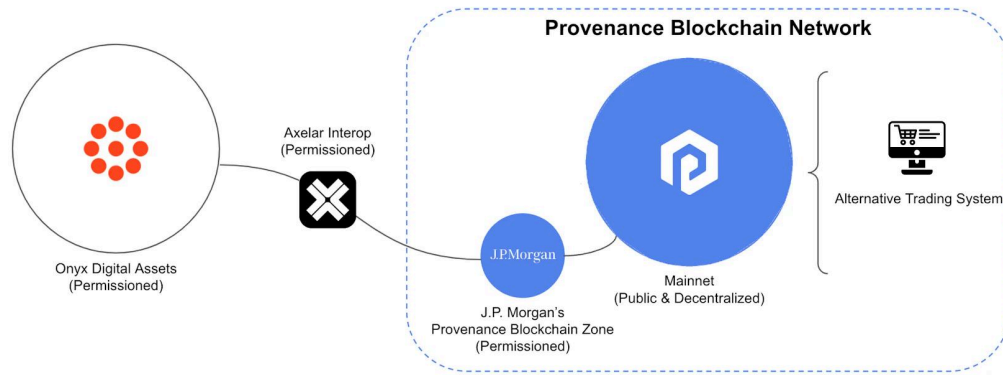 Provenance Blockchain Network
Axelar Interop
(Permissioned)
Onyx Digital Assets
(Permissioned)
J.P.Morgan
J.P. Morgan's
Provenance Blockchain Zone
(Permissioned)
Mainnet
(Public & Decentralized)
Alternative Trading System